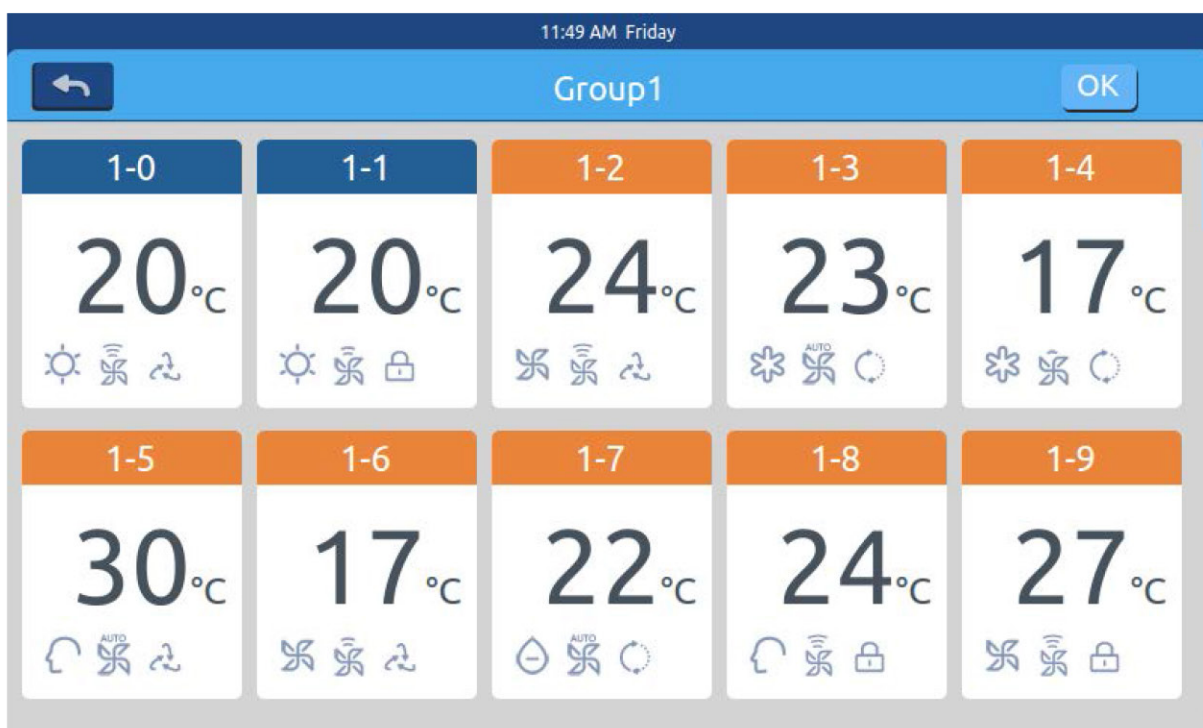 11:49 AM Friday
Group1
OK
1-0 1-1 1-2 1-3 1-4
20°C 20°C 24°C 23°C 17°C
AUTO
1-5 1-6 1-7 1-8 1-9
30°C 17°C 22°C 24°C 27°C
AUTO AUTO